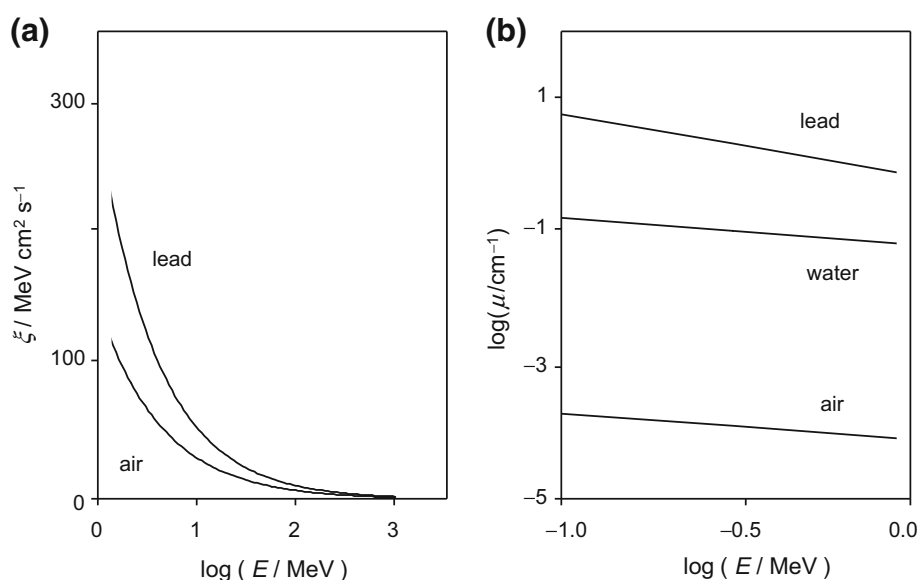 (a)
300
100
0
ξ / MeV cm² s⁻¹
lead
air
0 1 2 3
log ( E / MeV )
(b)
1
−1
−3
−5
log(μ/cm⁻¹)
lead
water
air
−1.0 −0.5 0.0
log ( E / MeV )